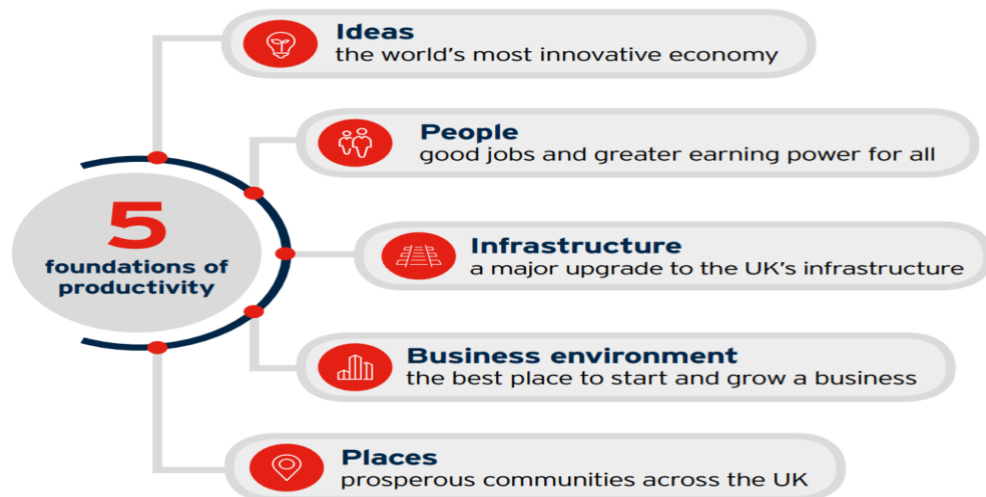 Ideas
the world's most innovative economy
People
good jobs and greater earning power for all
5
foundations of
productivity
Infrastructure
a major upgrade to the UK's infrastructure
Business environment
the best place to start and grow a business
Places
prosperous communities across the UK